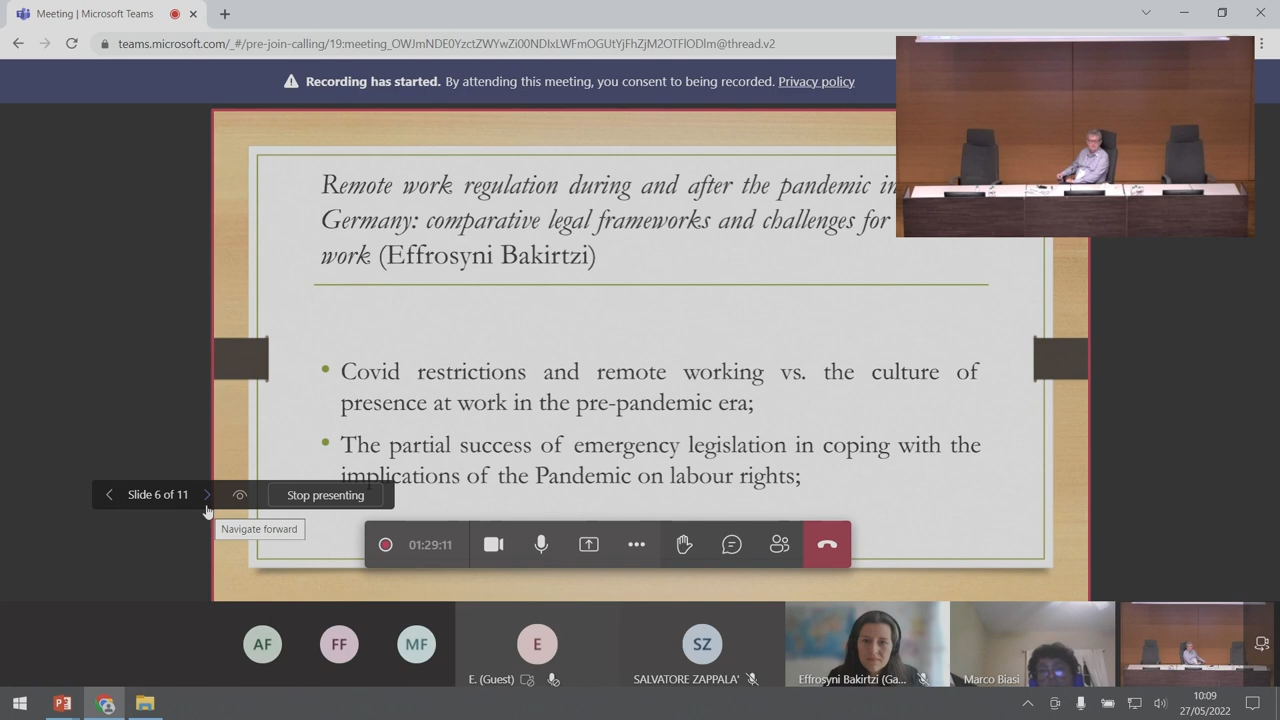 Meeting | Microsoft Teams
teams.microsoft.com/_#/pre-join-calling/19:meeting_
Recording has started. By attending this meeting, you consent to being recorded. Privacy policy
Remote work regulation during and after the pandemic in
Germany: comparative legal frameworks and challenges for
work (Effrosyni Bakirtzi)
• Covid restrictions and remote working vs. the culture of
presence at work in the pre-pandemic era;
• The partial success of emergency legislation in coping with the
implications of the Pandemic on labour rights;
Slide 6 of 11
Stop presenting
Navigate forward
01:29:11
AF
FF
MF
E
SZ
E. (Guest)
SALVATORE ZAPPALA'
Effrosyni Bakirtzi (Ga...
Marco Biasi
10:09
27/05/2022